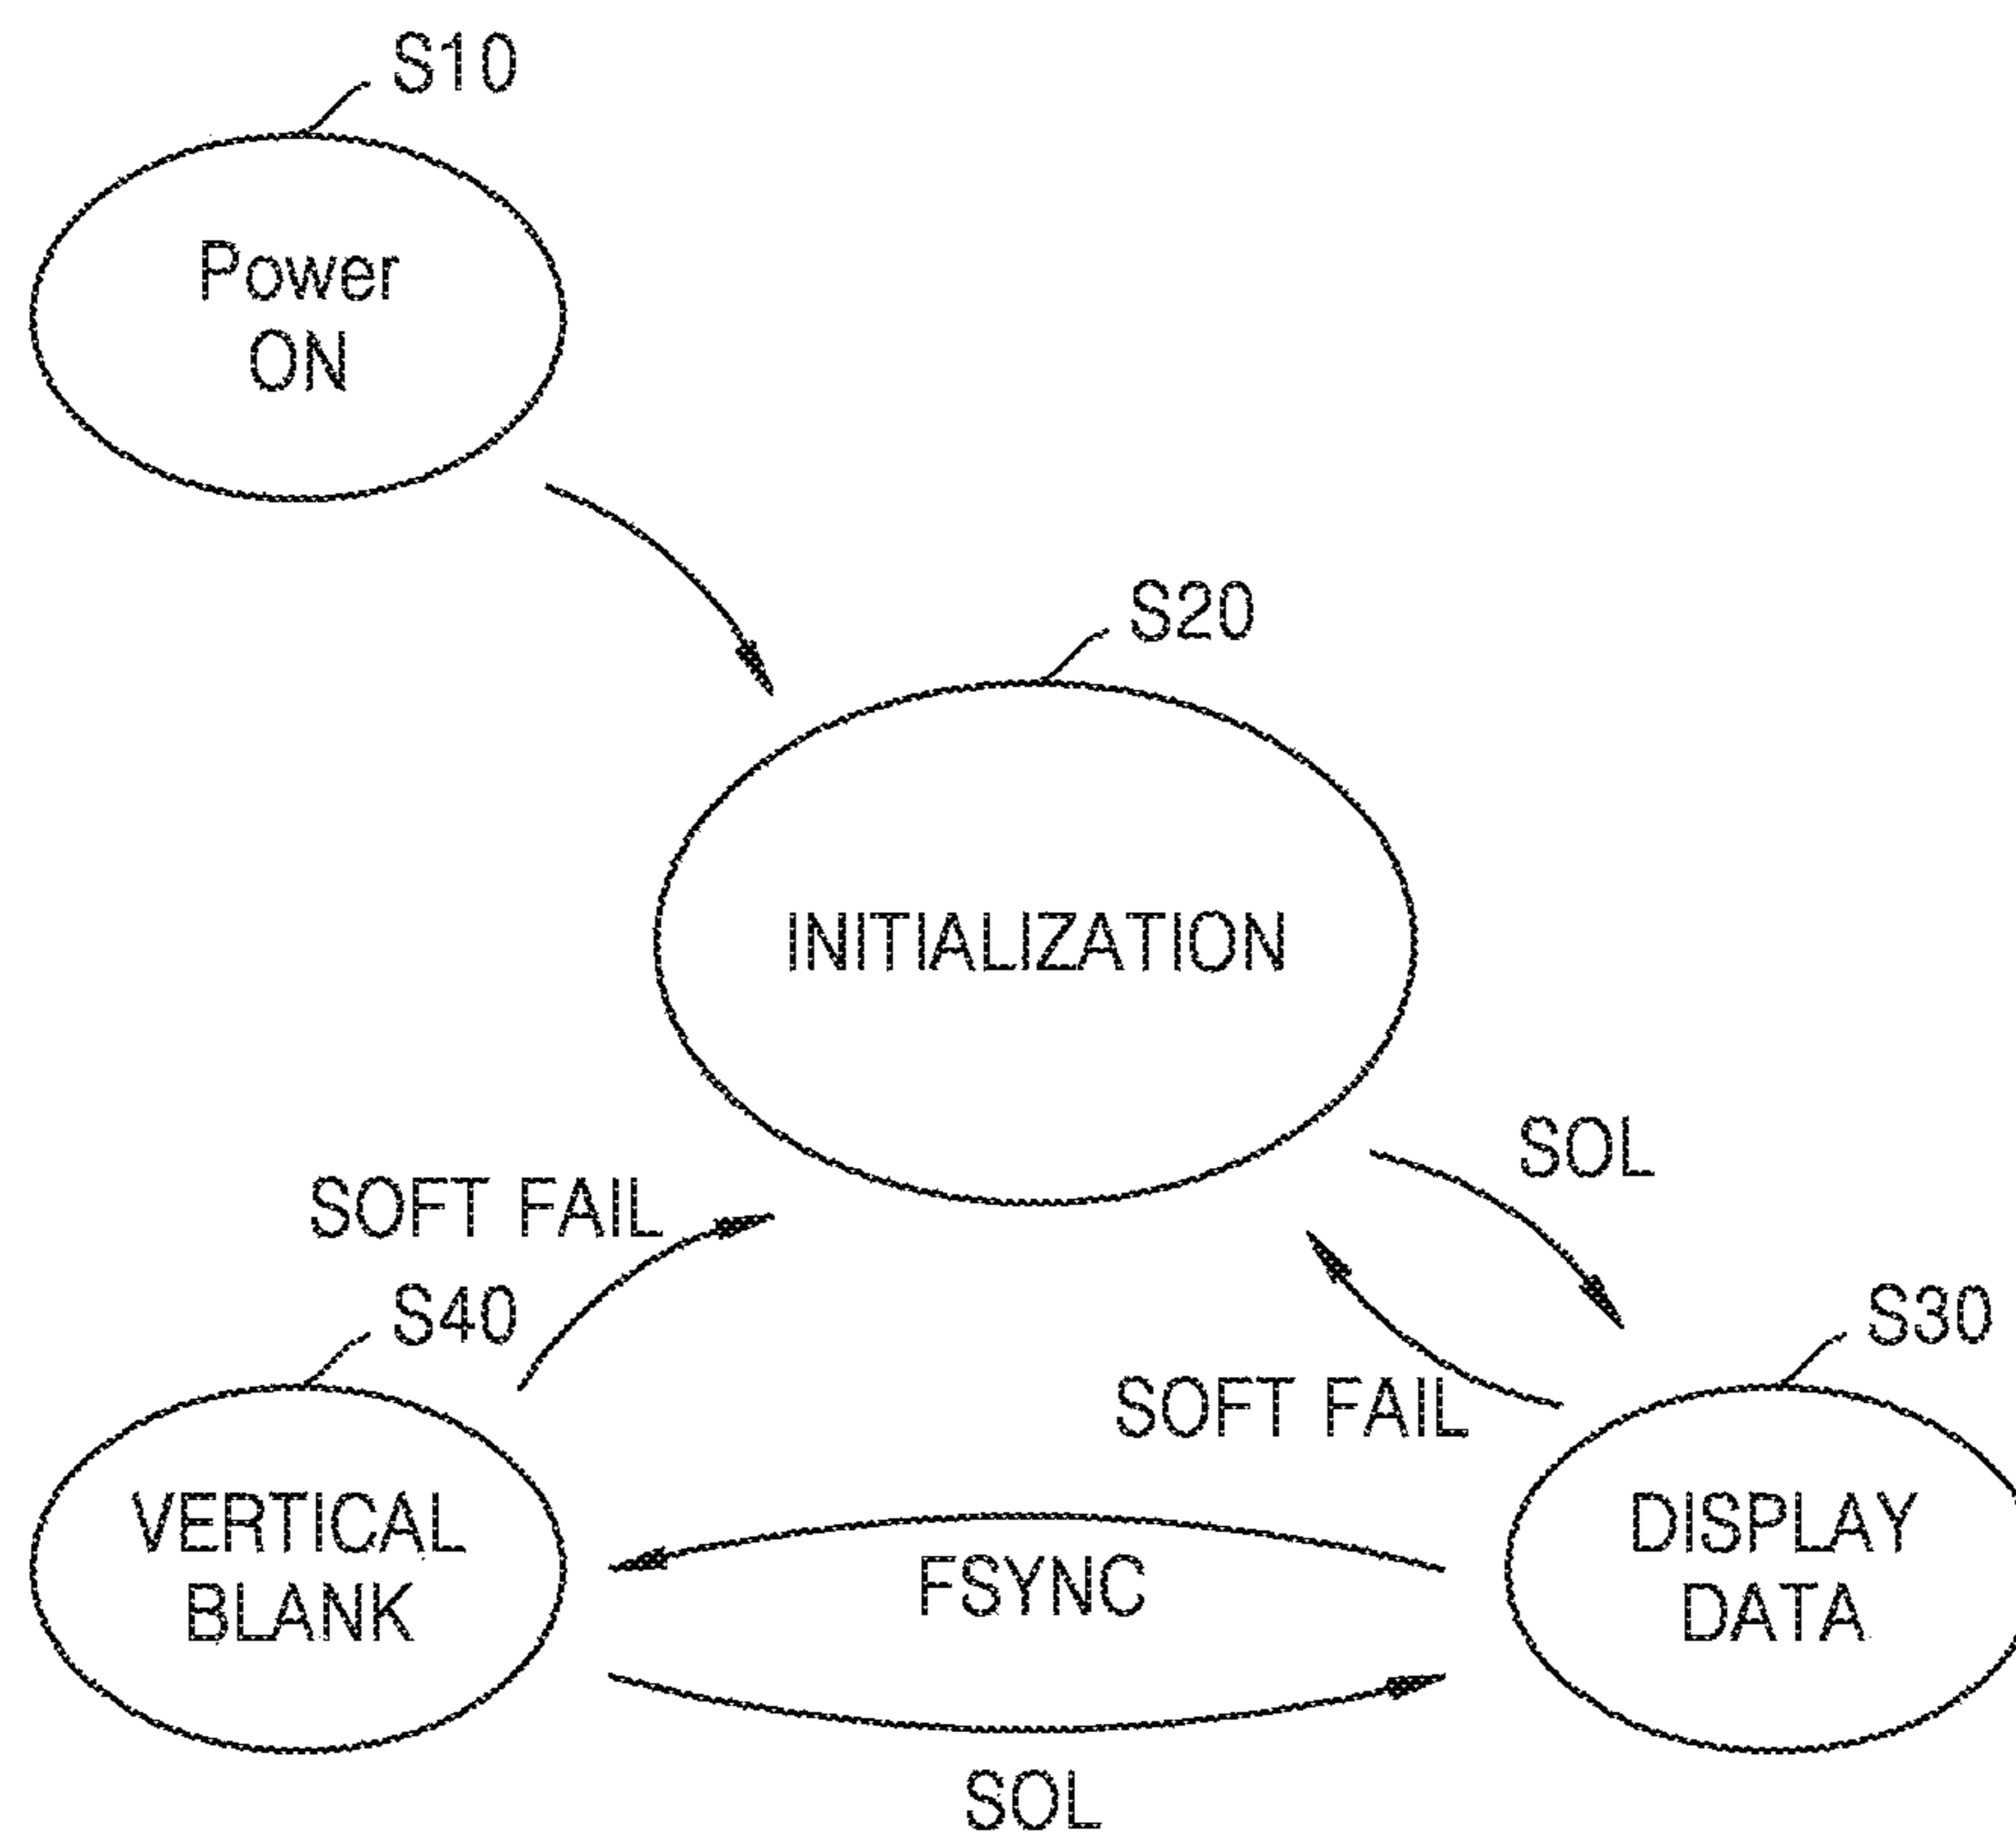 S10
Power
ON
S20
INITIALIZATION
SOL
SOFT FAIL
S40
S30
SOFT FAIL
VERTICAL
BLANK
FSYNC
DISPLAY
DATA
SOL